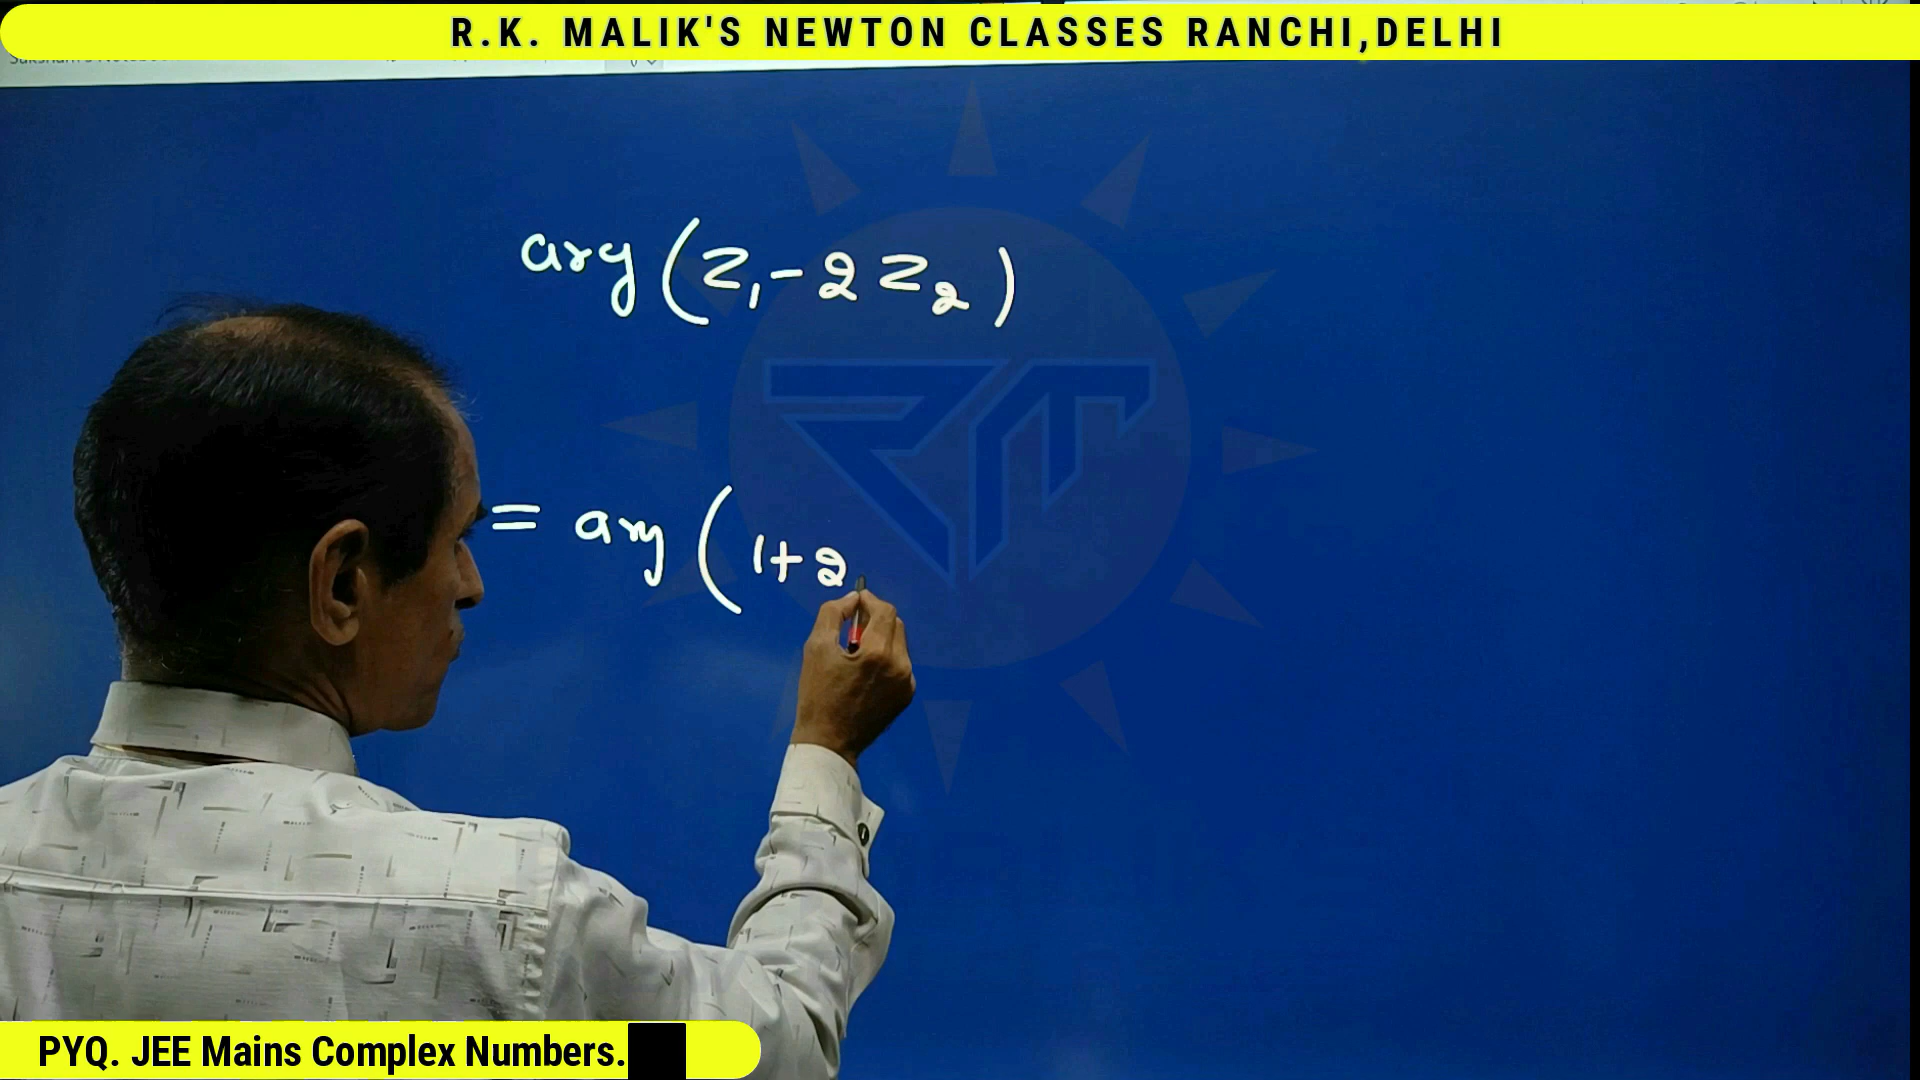 R.K. MALIK'S NEWTON CLASSES RANCHI,DELHI
arg (Z₁-2Z₂)
= arg (1+2
PYQ. JEE Mains Complex Numbers.